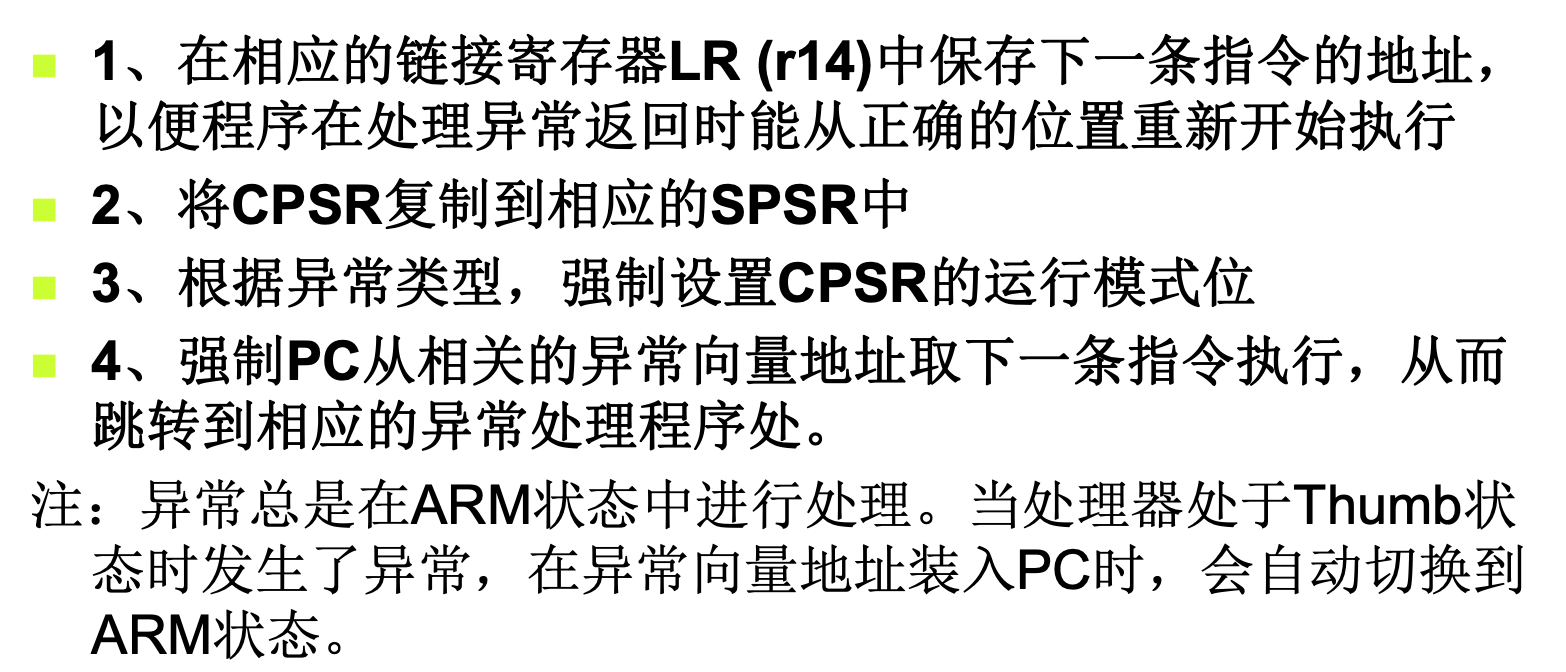 1、在相应的链接寄存器LR (r14)中保存下一条指令的地址，
以便程序在处理异常返回时能从正确的位置重新开始执行
2、将CPSR复制到相应的SPSR中
3、根据异常类型，强制设置CPSR的运行模式位
4、强制PC从相关的异常向量地址取下一条指令执行，从而
跳转到相应的异常处理程序处。
注：异常总是在ARM状态中进行处理。当处理器处于Thumb状
态时发生了异常，在异常向量地址装入PC时，会自动切换到
ARM状态。